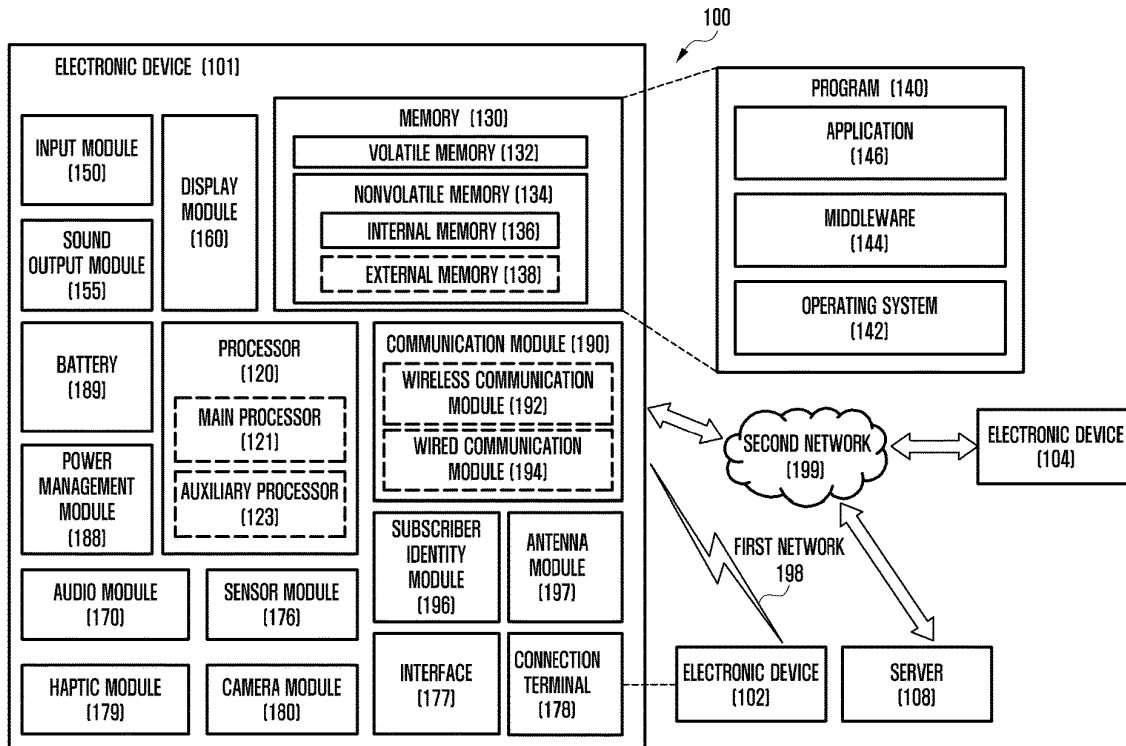 100
ELECTRONIC DEVICE (101)
INPUT MODULE
(150)
DISPLAY
MODULE
(160)
SOUND
OUTPUT MODULE
(155)
MEMORY (130)
VOLATILE MEMORY (132)
NONVOLATILE MEMORY (134)
INTERNAL MEMORY (136)
EXTERNAL MEMORY (138)
PROGRAM (140)
APPLICATION
(146)
MIDDLEWARE
(144)
OPERATING SYSTEM
(142)
BATTERY
(189)
POWER
MANAGEMENT
MODULE
(188)
PROCESSOR
(120)
MAIN PROCESSOR
(121)
AUXILIARY PROCESSOR
(123)
COMMUNICATION MODULE (190)
WIRELESS COMMUNICATION
MODULE (192)
WIRED COMMUNICATION
MODULE (194)
SECOND NETWORK
(199)
ELECTRONIC DEVICE
(104)
SUBSCRIBER
IDENTITY
MODULE
(196)
ANTENNA
MODULE
(197)
FIRST NETWORK
198
AUDIO MODULE
(170)
SENSOR MODULE
(176)
HAPTIC MODULE
(179)
CAMERA MODULE
(180)
INTERFACE
(177)
CONNECTION
TERMINAL
(178)
ELECTRONIC DEVICE
(102)
SERVER
(108)